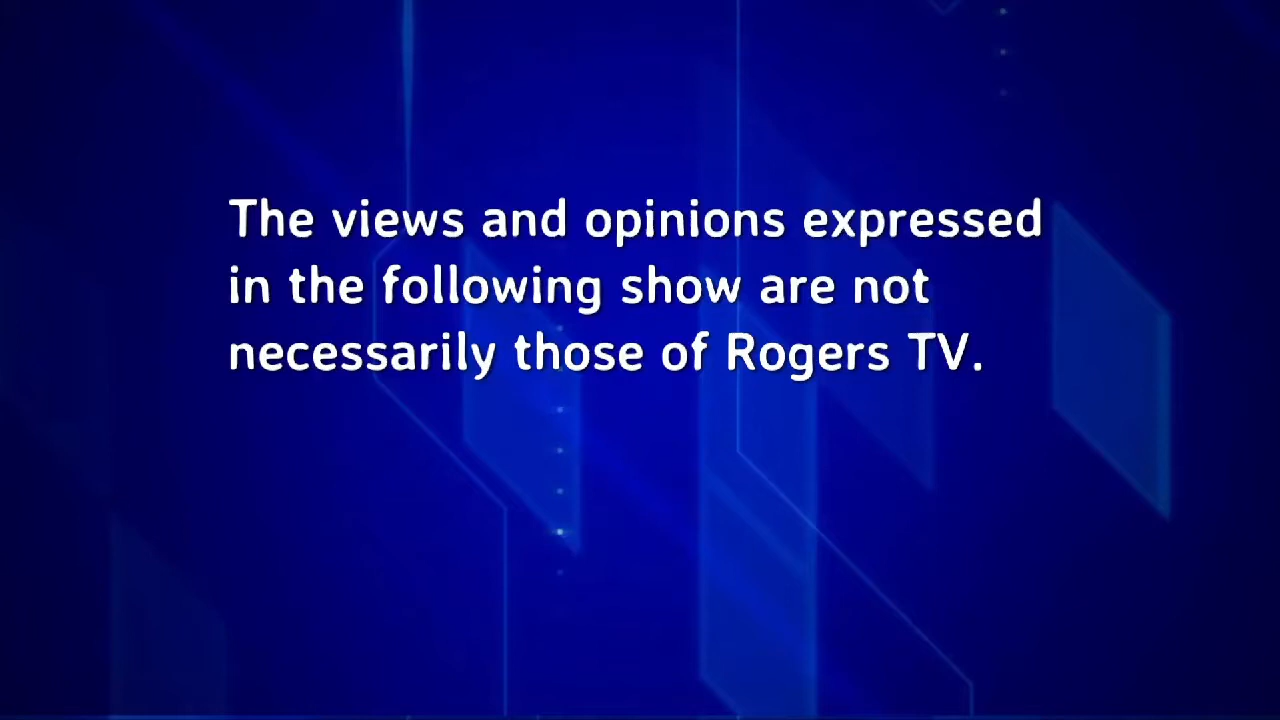 The views and opinions expressed
in the following show are not
necessarily those of Rogers TV.